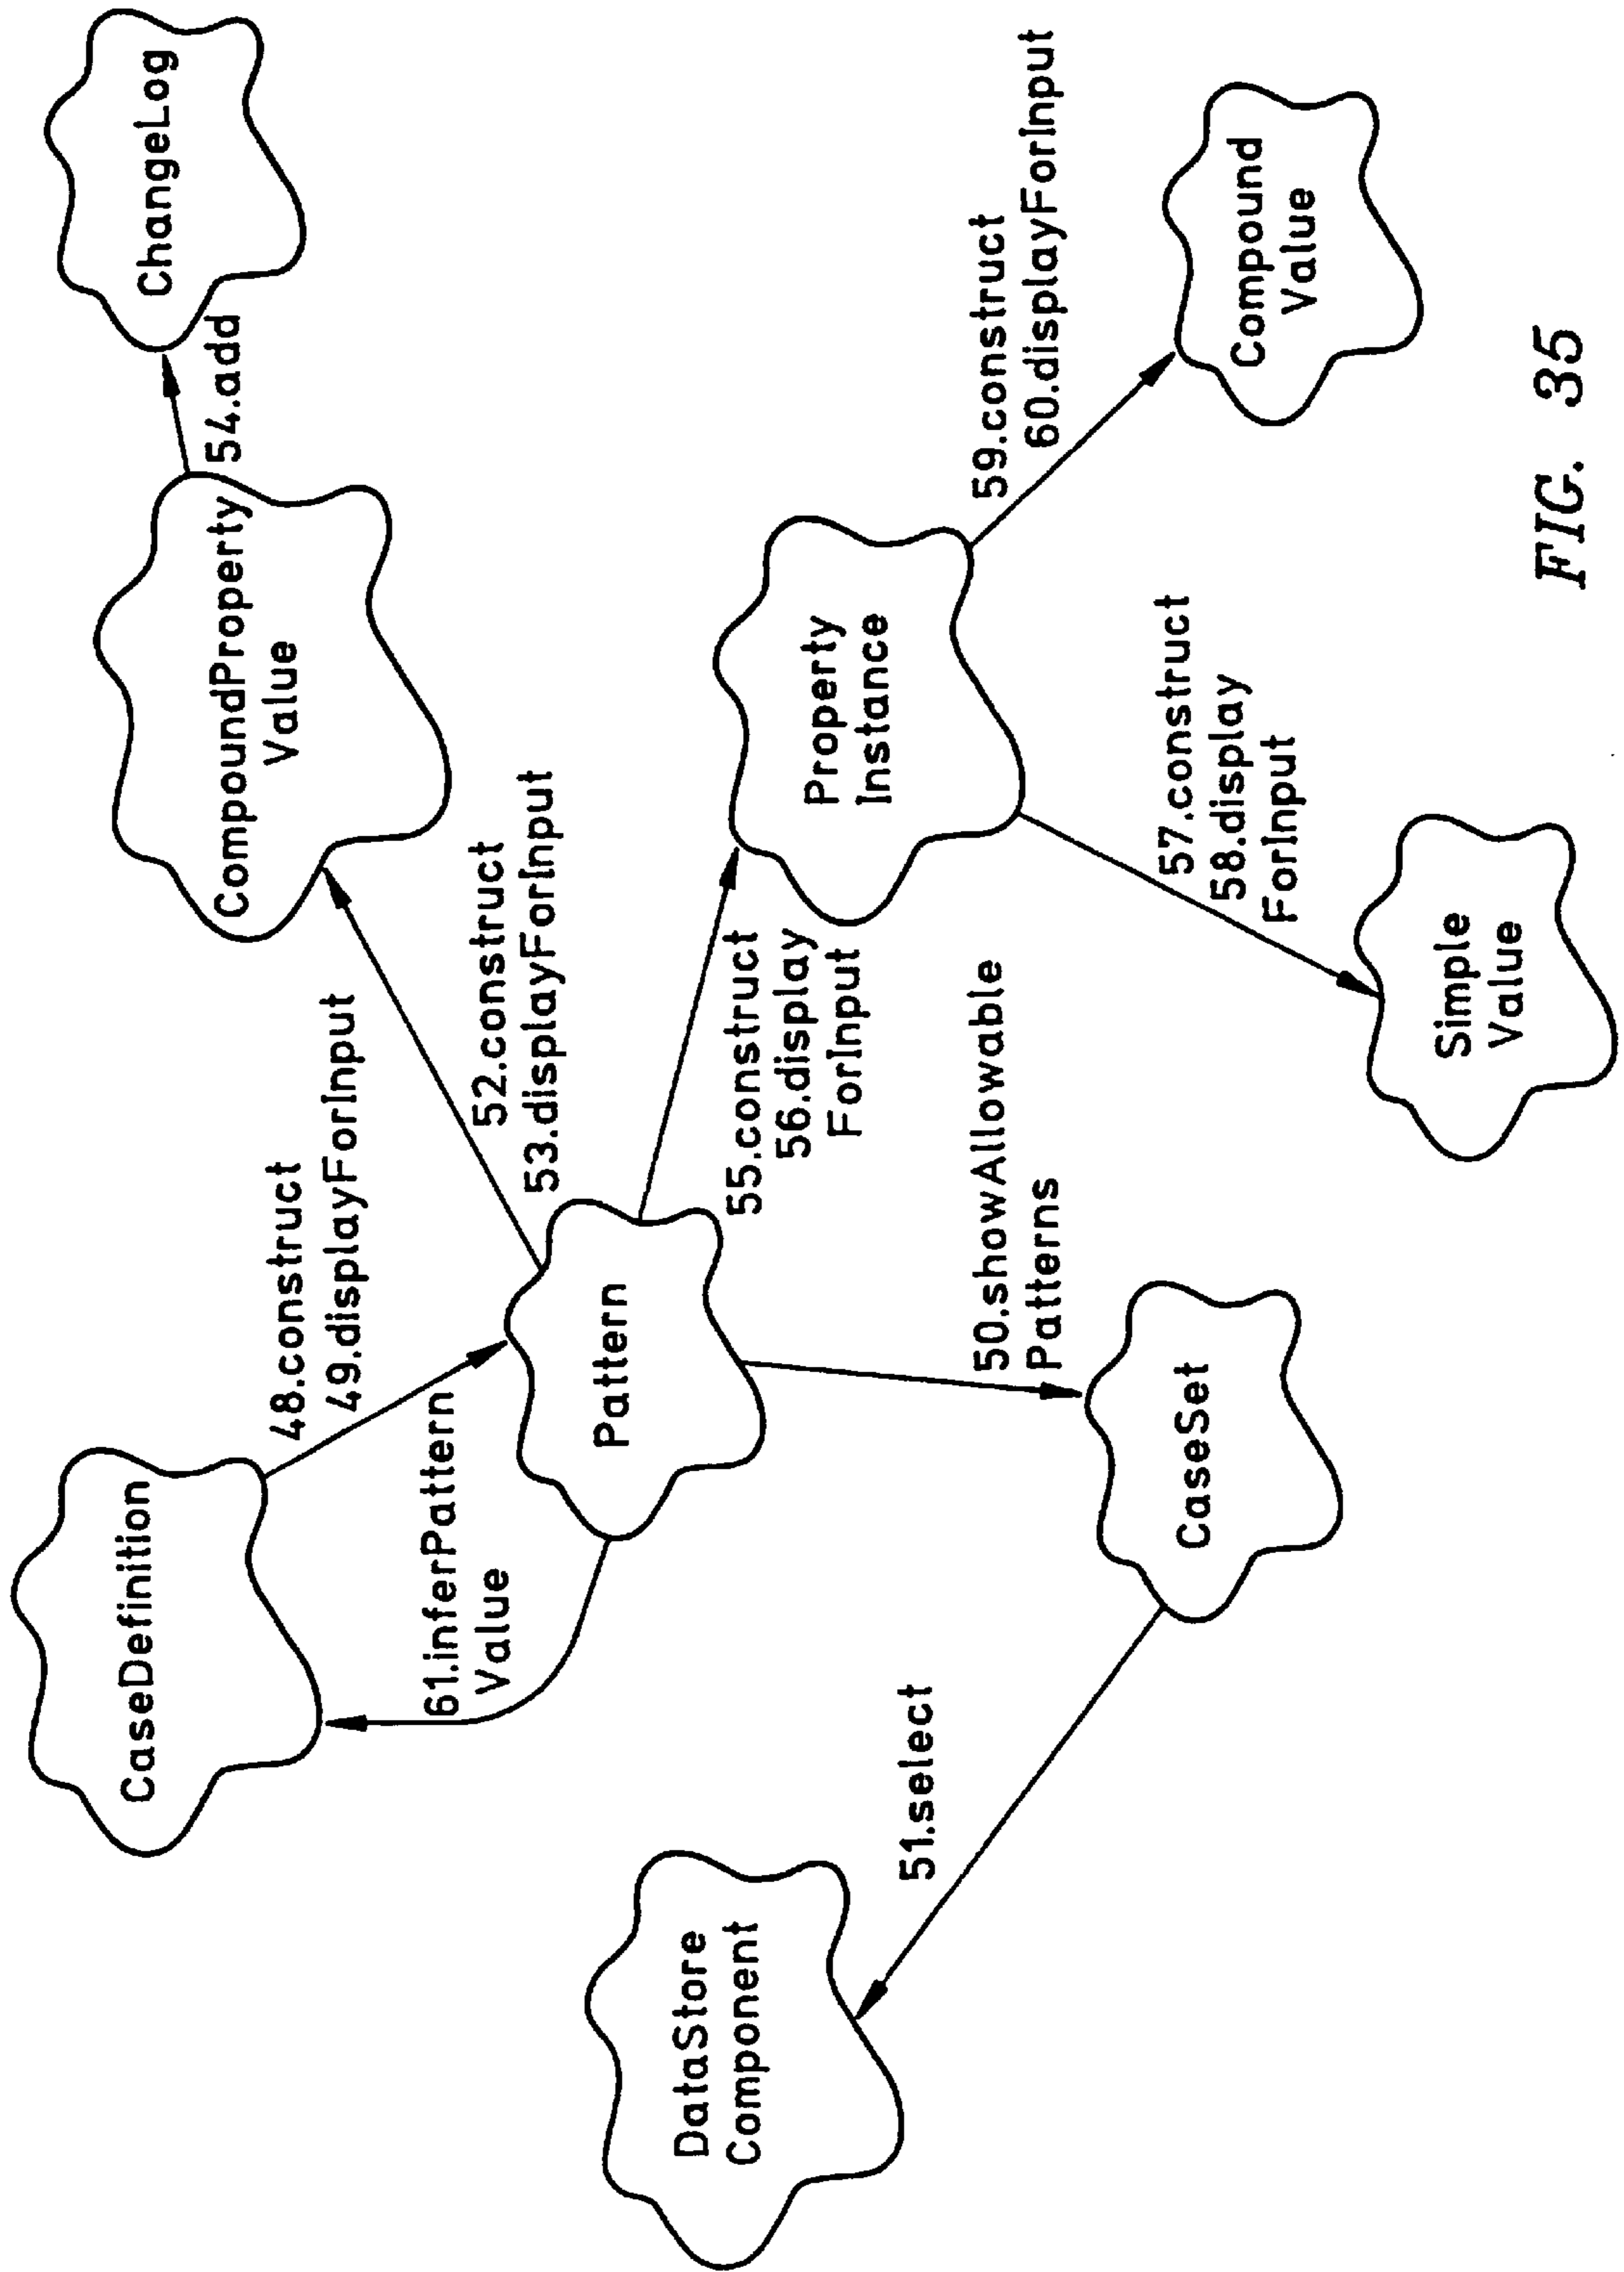 CaseDefinition
48.construct
49.displayForInput
61.inferPattern
Value
CompoundProperty
Value
54.add
ChangeLog
52.construct
53.displayForInput
Pattern
55.construct
56.display
ForInput
Property
Instance
59.construct
60.displayForInput
Compound
Value
57.construct
58.display
ForInput
Simple
Value
50.showAllowable
Patterns
CaseSet
51.select
DataStore
Component
FIG. 35